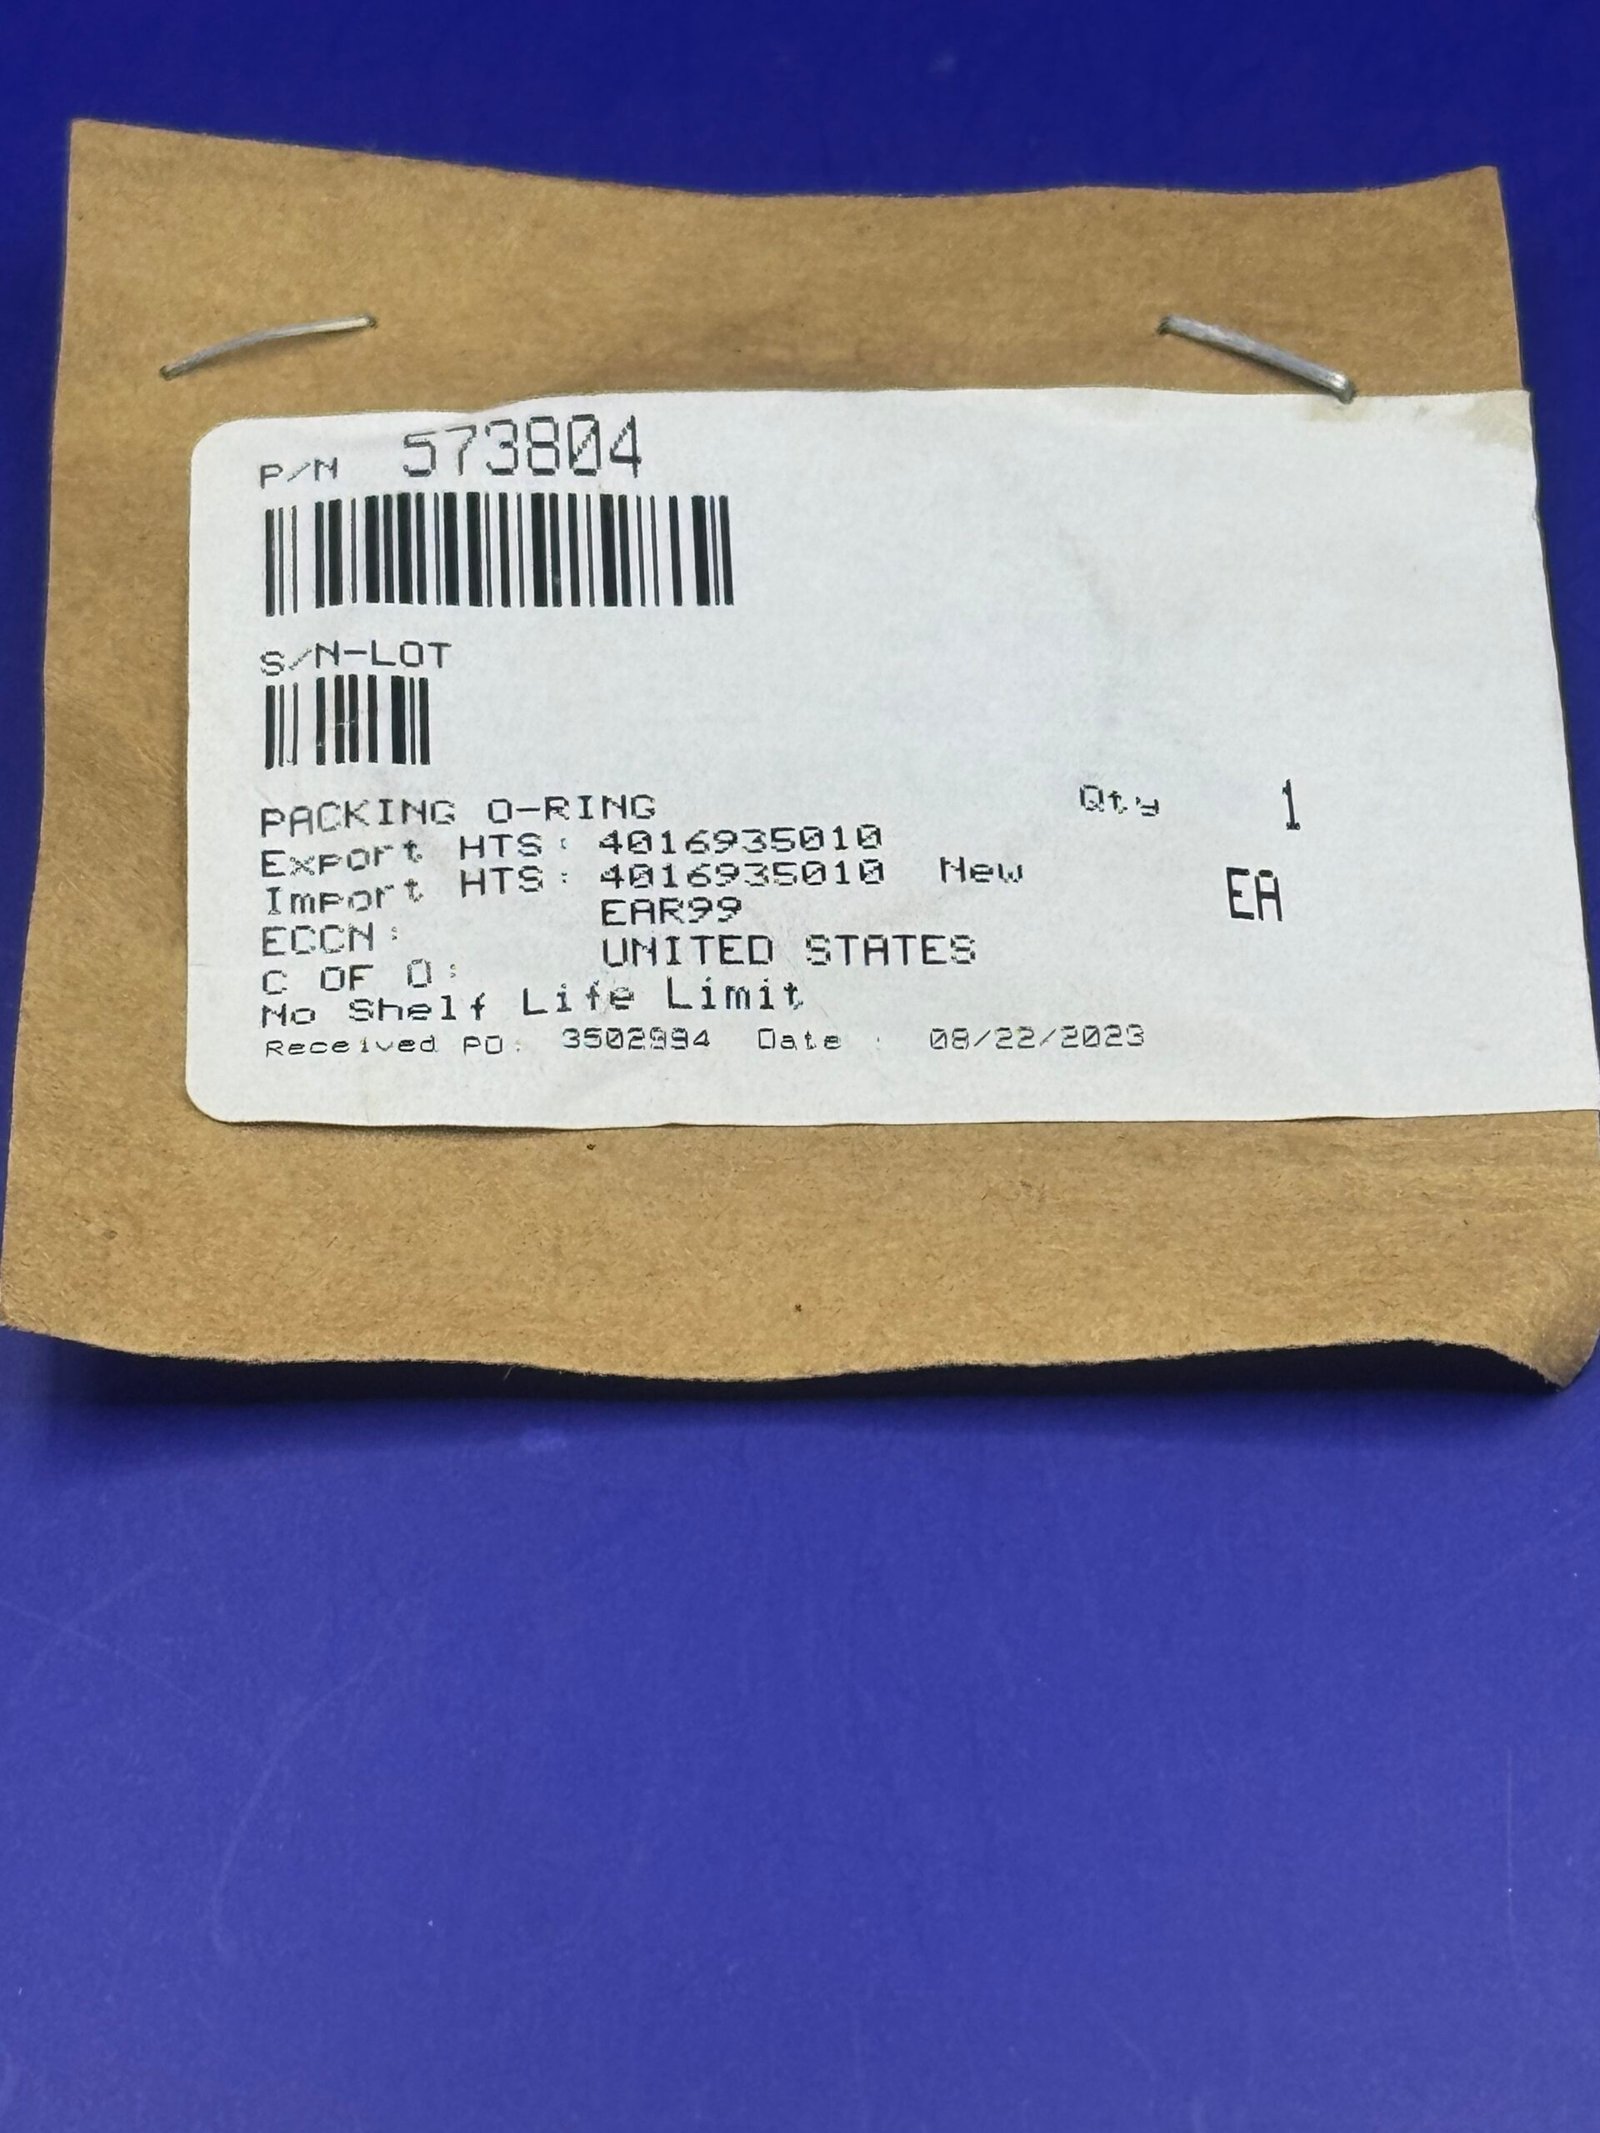 P/N 573804
S/N-LOT
PACKING O-RING Qty 1
Export HTS: 4016935010
Import HTS: 4016935010 New EA
ECCN: EAR99
C OF O: UNITED STATES
No Shelf Life Limit
Received PO: 3502994 Date : 08/22/2023